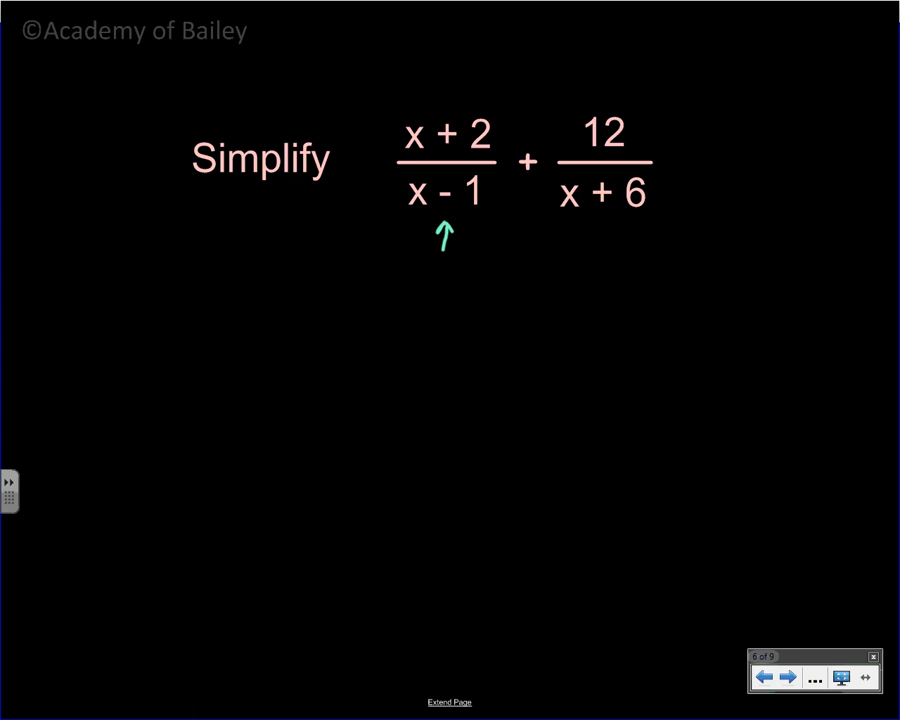 ©Academy of Bailey
Simplify x + 2 / x - 1 + 12 / x + 6
6 of 9
Extend Page